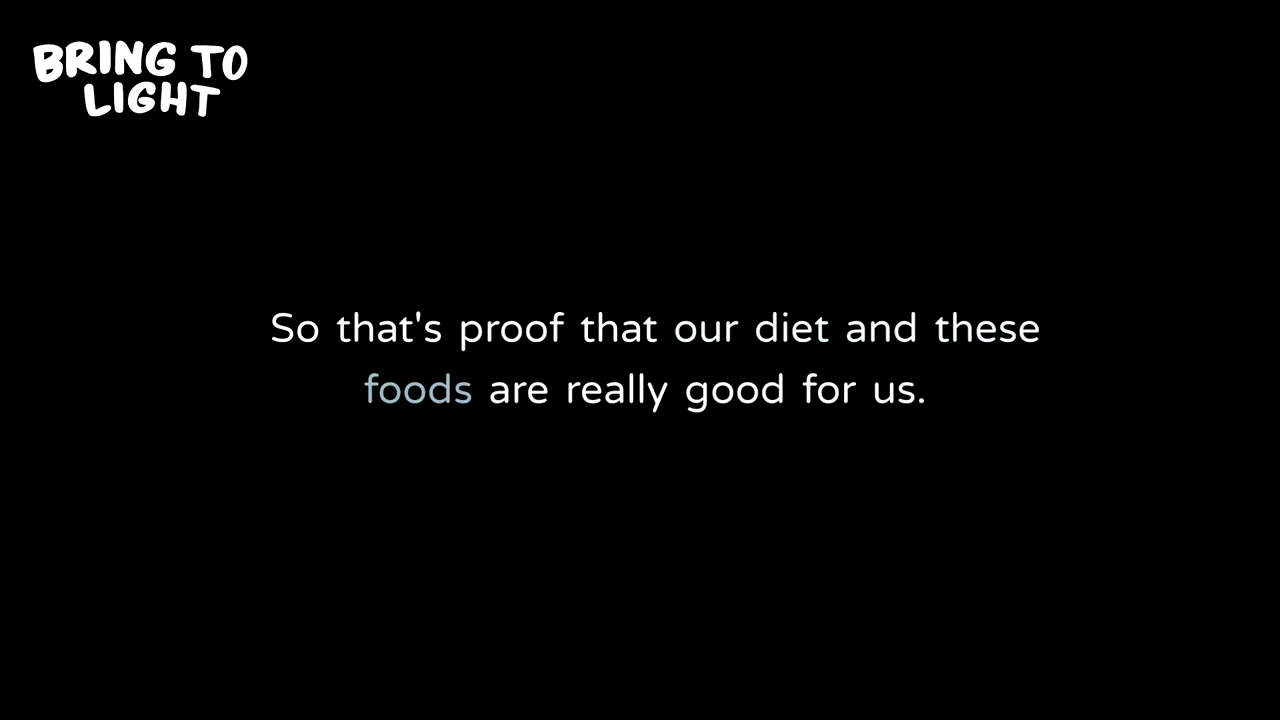 BRING TO
LIGHT
So that's proof that our diet and these
foods are really good for us.